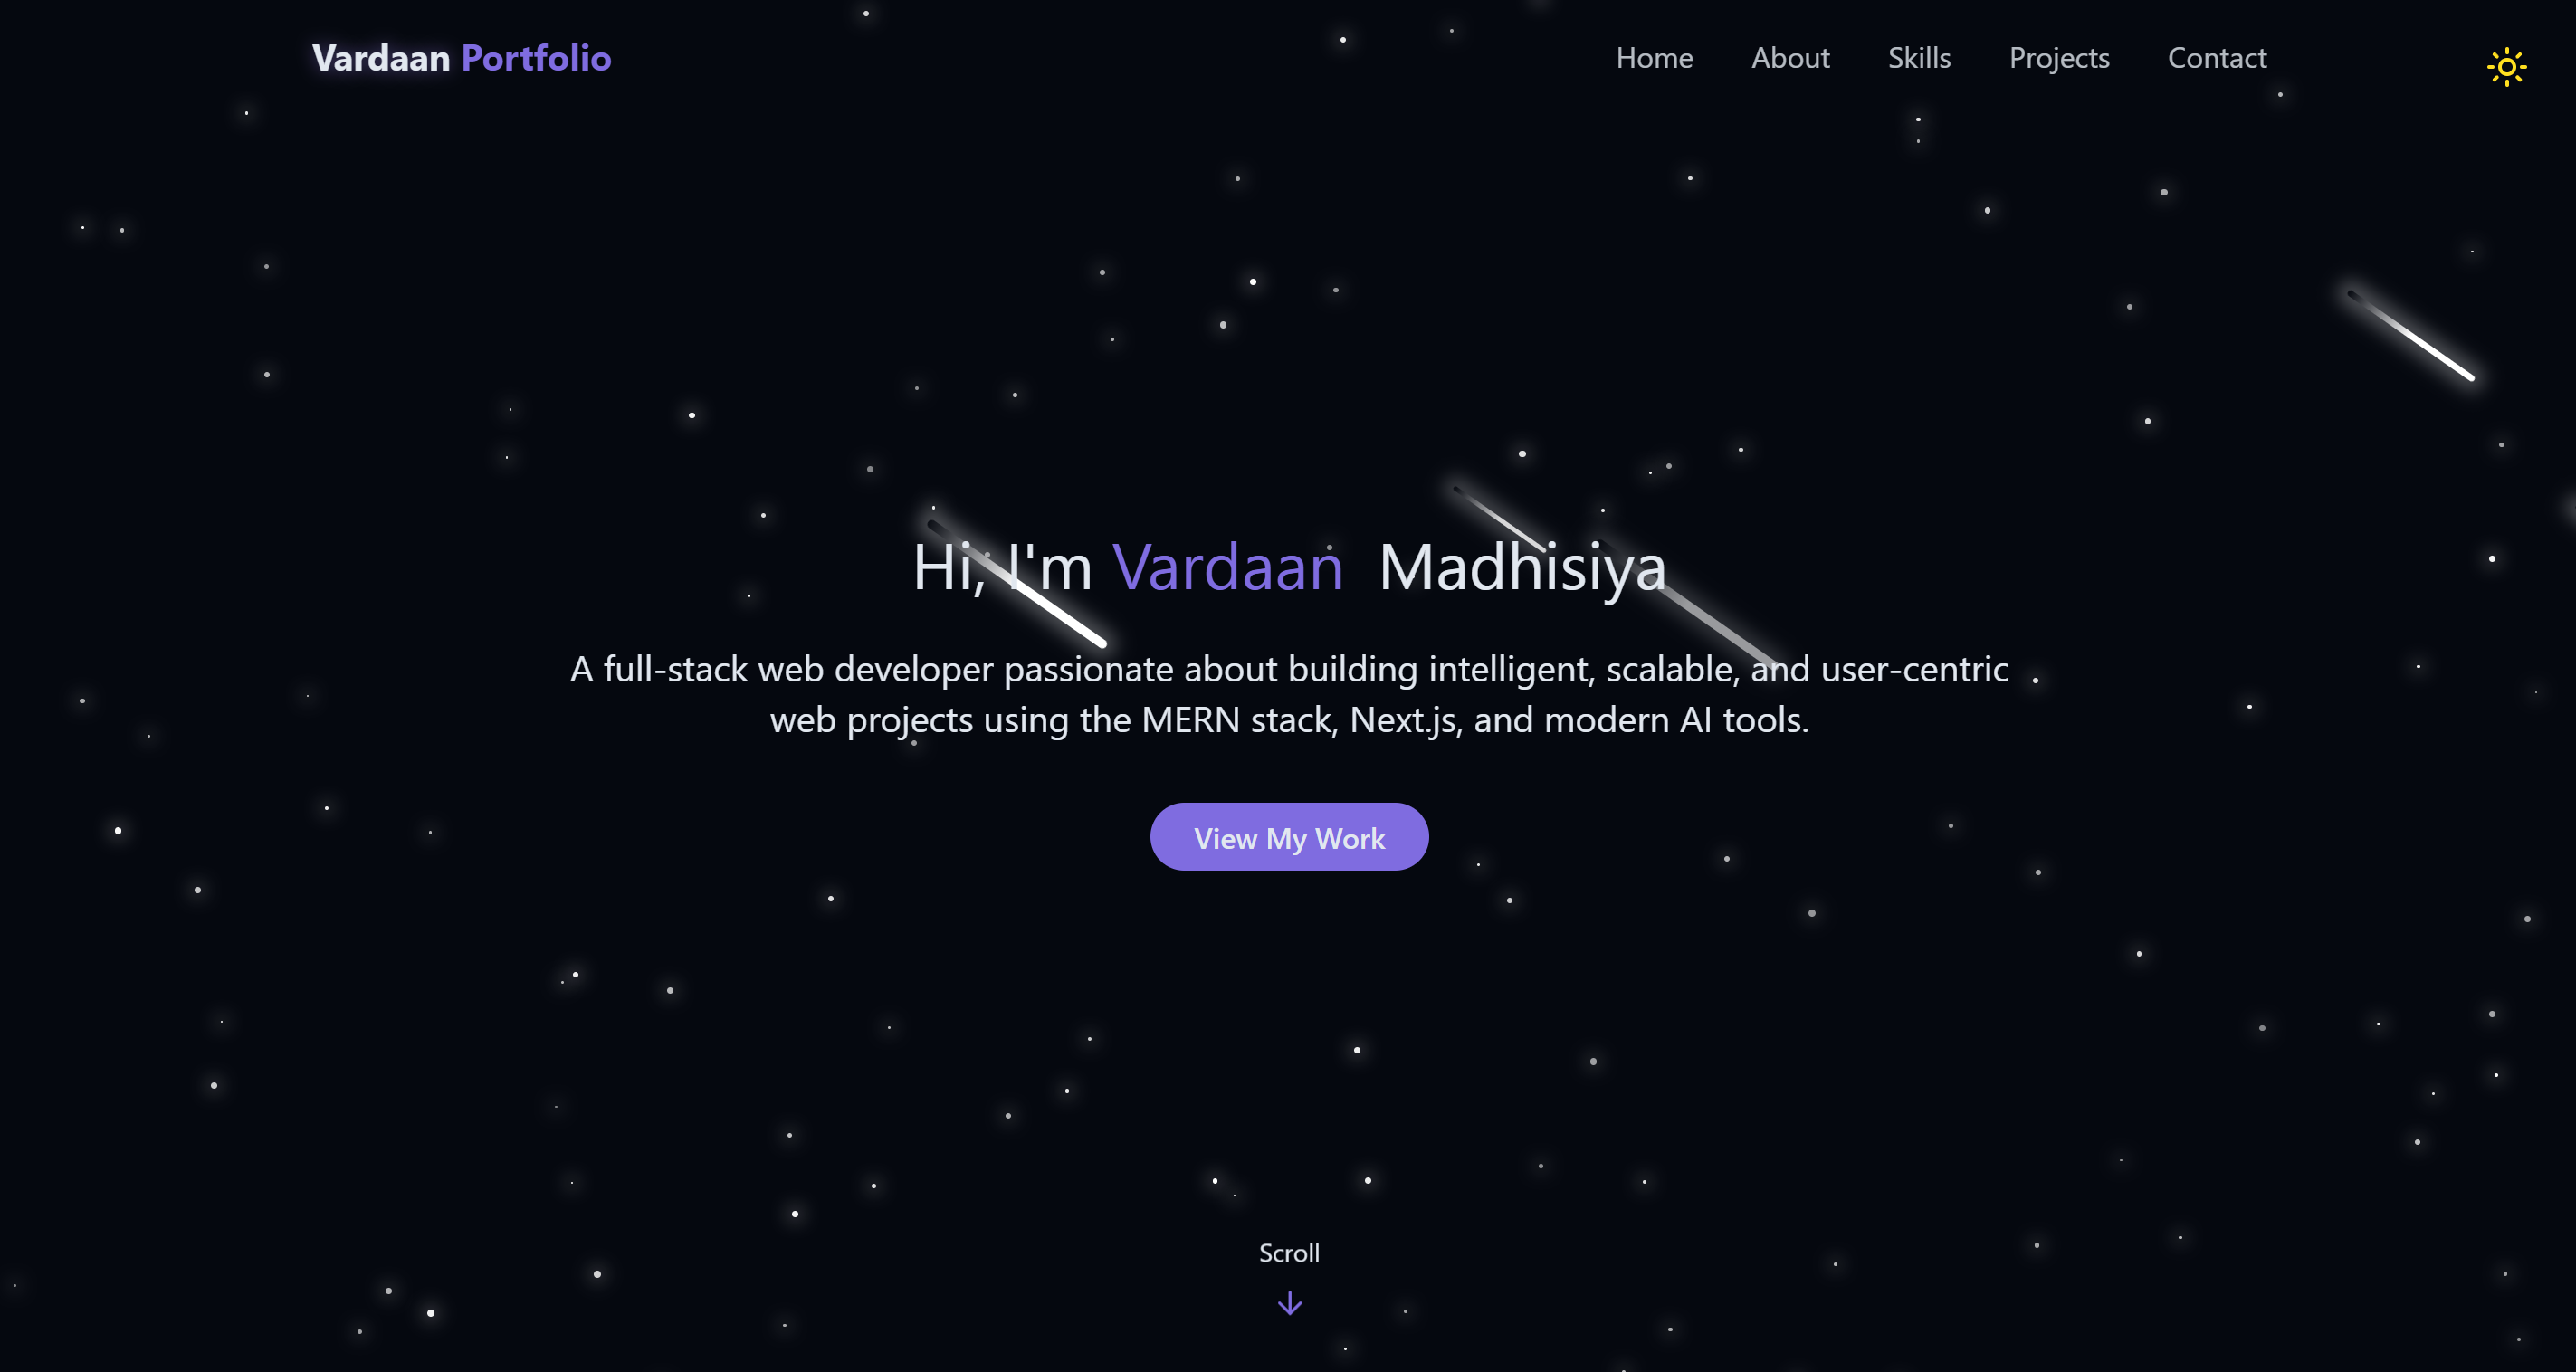 Vardaan Portfolio
Home About Skills Projects Contact
Hi, I'm Vardaan Madhisiya
A full-stack web developer passionate about building intelligent, scalable, and user-centric
web projects using the MERN stack, Next.js, and modern AI tools.
View My Work
Scroll